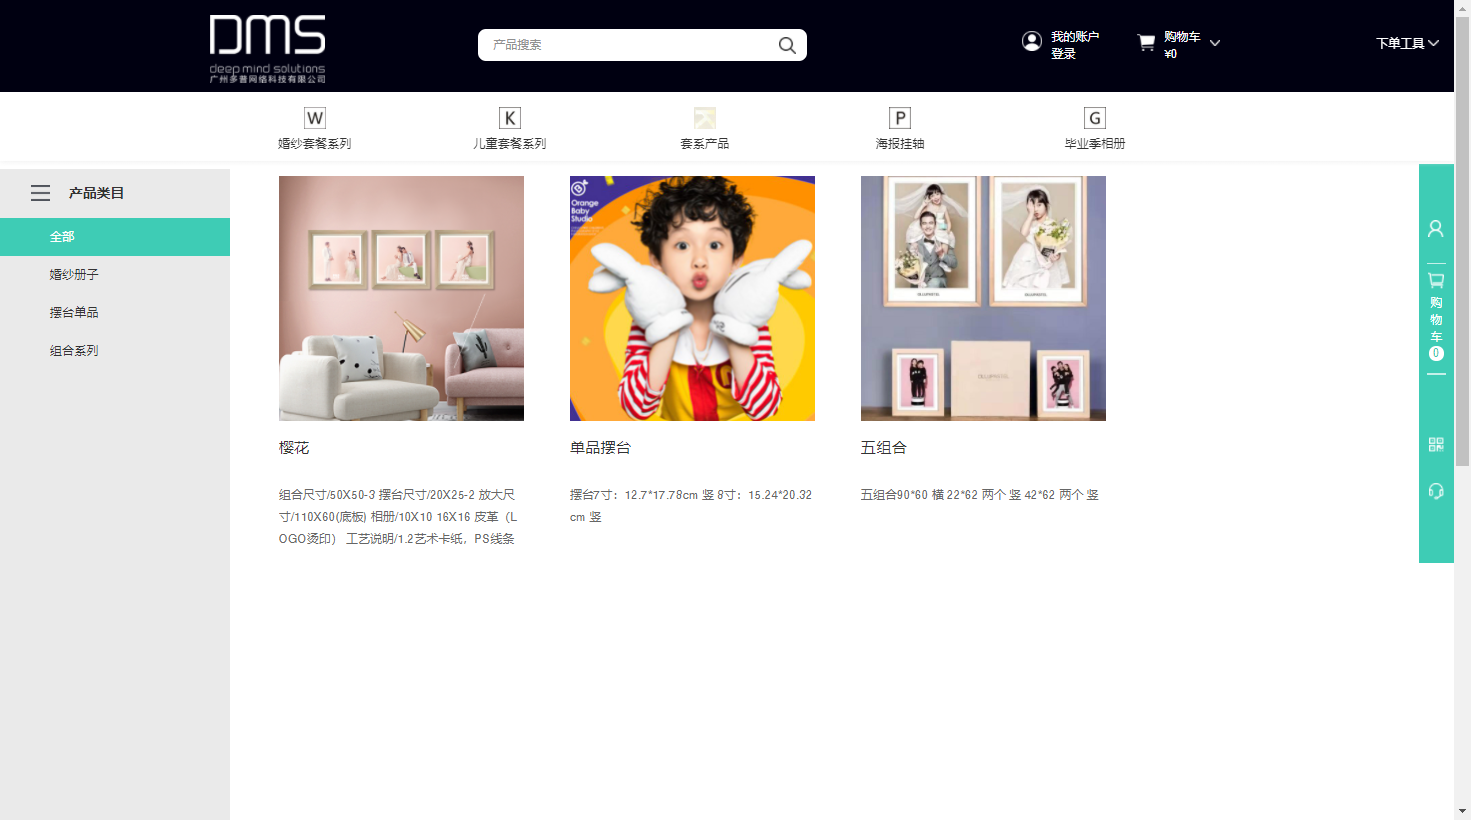 DMS
deep mind solutions
广州多普网络科技有限公司
产品搜索
我的账户
登录
购物车
¥0
下单工具
W
K
P
G
婚纱套餐系列
儿童套餐系列
套系产品
海报挂轴
毕业季相册
产品类目
全部
婚纱册子
摆台单品
组合系列
Orange
Baby
Studio
樱花
组合尺寸/50X50-3 摆台尺寸/20X25-2 放大尺
寸/110X60(底板) 相册/10X10 16X16 皮革（L
OGO烫印） 工艺说明/1.2艺术卡纸，PS线条
单品摆台
摆台7寸：12.7*17.78cm 竖 8寸：15.24*20.32
cm 竖
五组合
五组合90*60 横 22*62 两个 竖 42*62 两个 竖
购
物
车
0